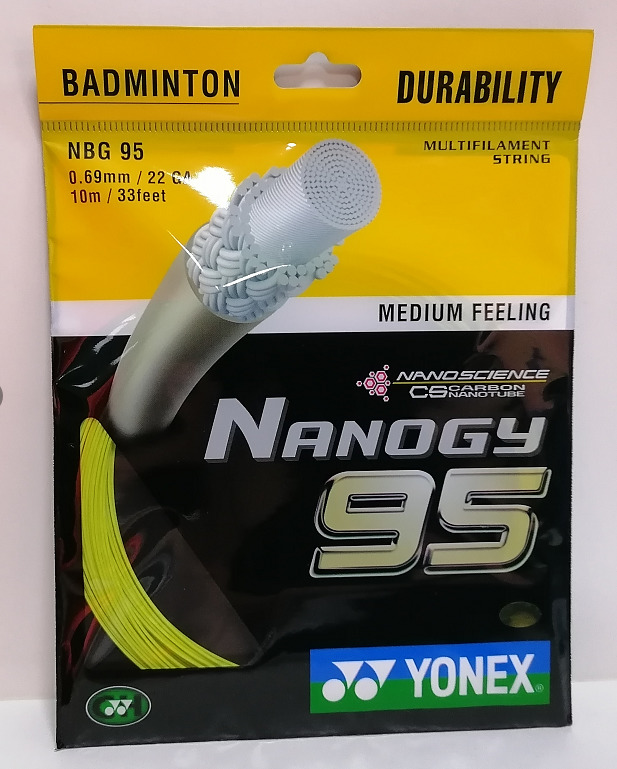 BADMINTON
DURABILITY
NBG 95
0.69mm / 22 GA
10m / 33feet
MULTIFILAMENT
STRING
MEDIUM FEELING
NANOSCIENCE
CS CARBON
NANOTUBE
NANOGY
95
YONEX®